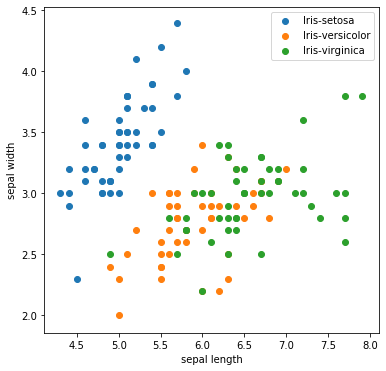 Iris-setosa
Iris-versicolor
Iris-virginica
4.5
4.0
3.5
3.0
2.5
2.0
sepal width
4.5 5.0 5.5 6.0 6.5 7.0 7.5 8.0
sepal length